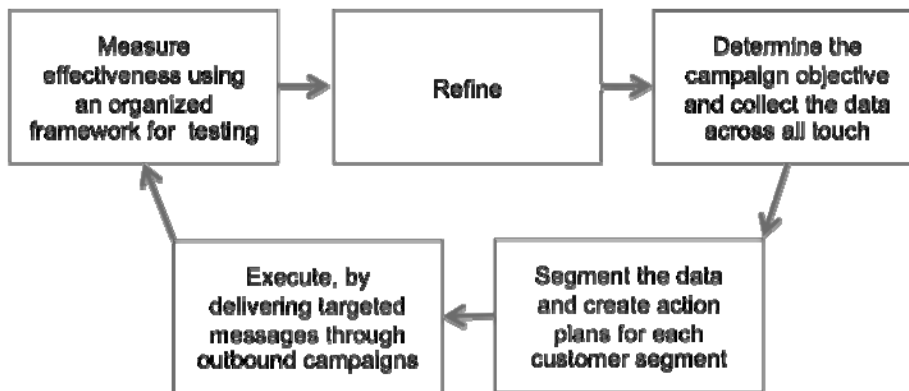 Measure
effectiveness using
an organized
framework for testing
Refine
Determine the
campaign objective
and collect the data
across all touch
Execute, by
delivering targeted
messages through
outbound campaigns
Segment the data
and create action
plans for each
customer segment